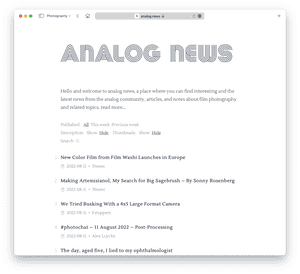 Photography
analog.news
ANALOG NEWS
Hello and welcome to analog news, a place where you can find interesting and the
latest news from the analog community, articles, and notes about film photography
and related topics. read more...
Published: All This week Previous week
Description: Show Hide Thumbnails: Show Hide
Search:
New Color Film from Film Washi Launches in Europe
2022-08-11
Making Artemisianol, My Search for Big Sagebrush – By Sonny Rosenberg
2022-08-11
We Tried Busking With a 4x5 Large Format Camera
2022-08-11 • PetaPixel
#photochat – 11 August 2022 – Post-Processing
2022-08-11 • Alex Luyckx
The day, aged five, I lied to my ophthalmologist